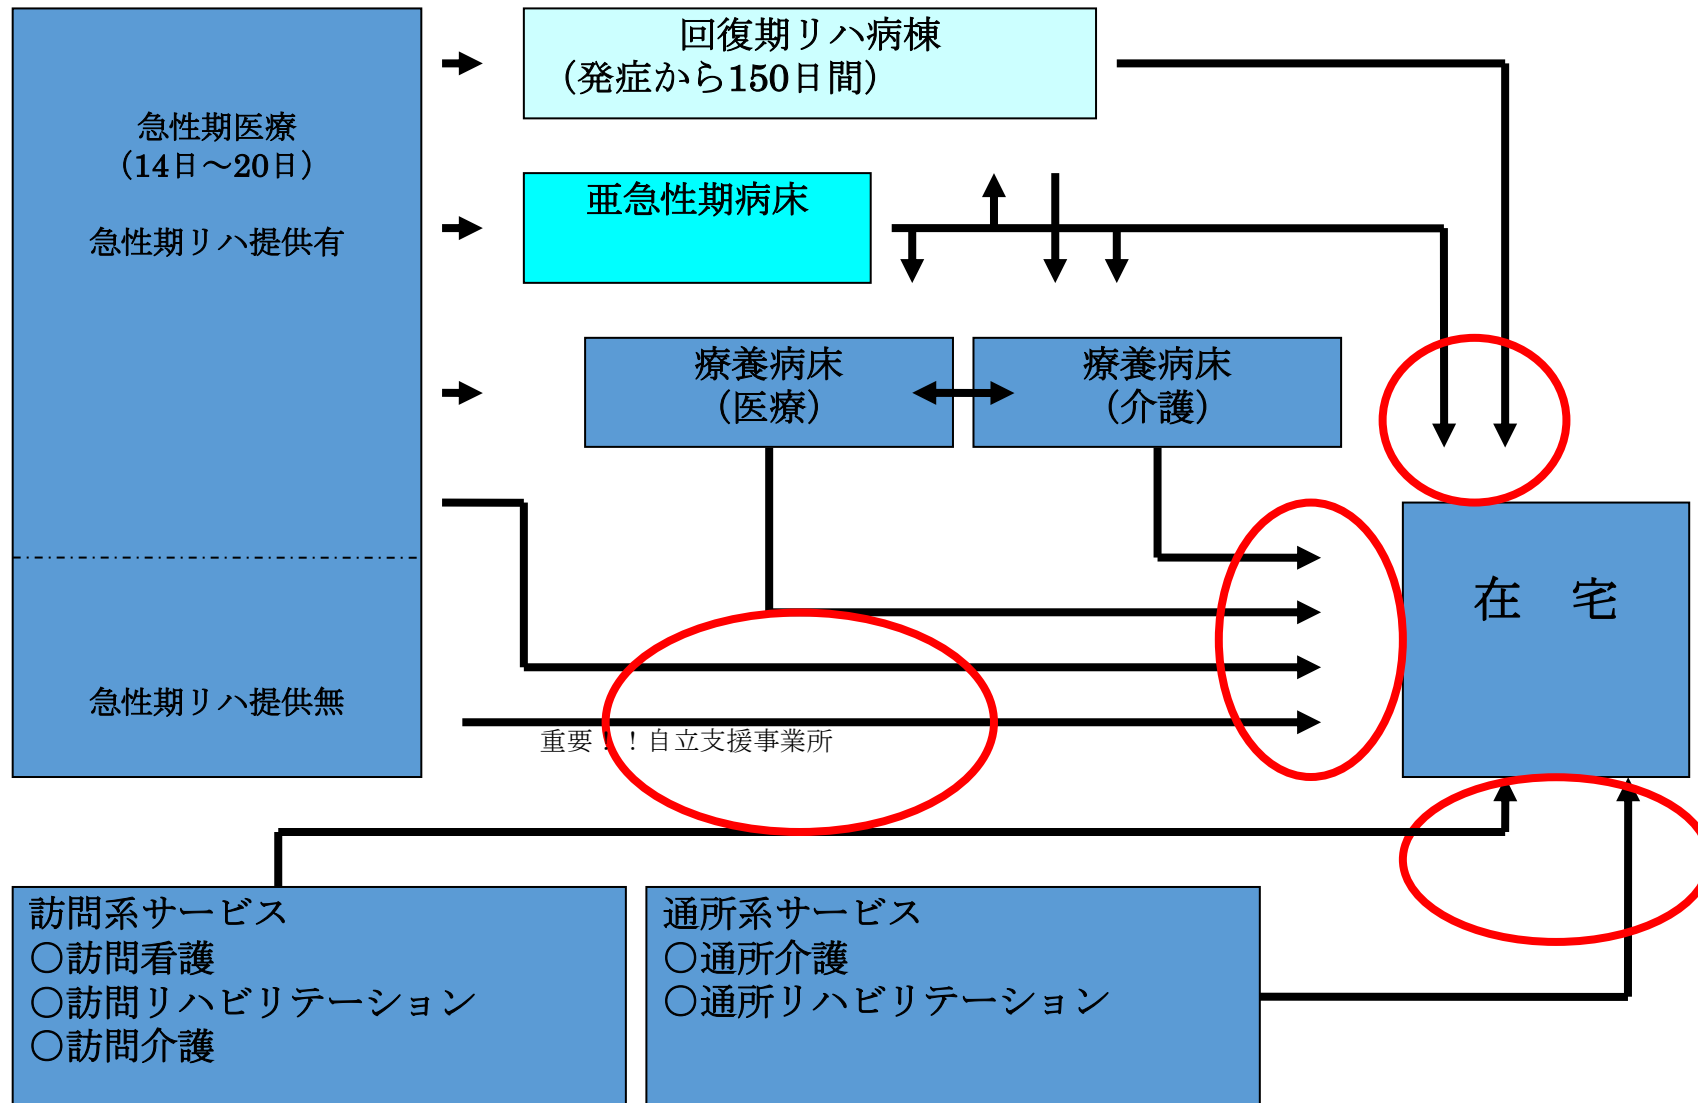 急性期医療
（14日～20日）
急性期リハ提供有
急性期リハ提供無
回復期リハ病棟
（発症から150日間）
亜急性期病床
療養病床
（医療）
療養病床
（介護）
在　宅
重要！！自立支援事業所
訪問系サービス
○訪問看護
○訪問リハビリテーション
○訪問介護
通所系サービス
○通所介護
○通所リハビリテーション